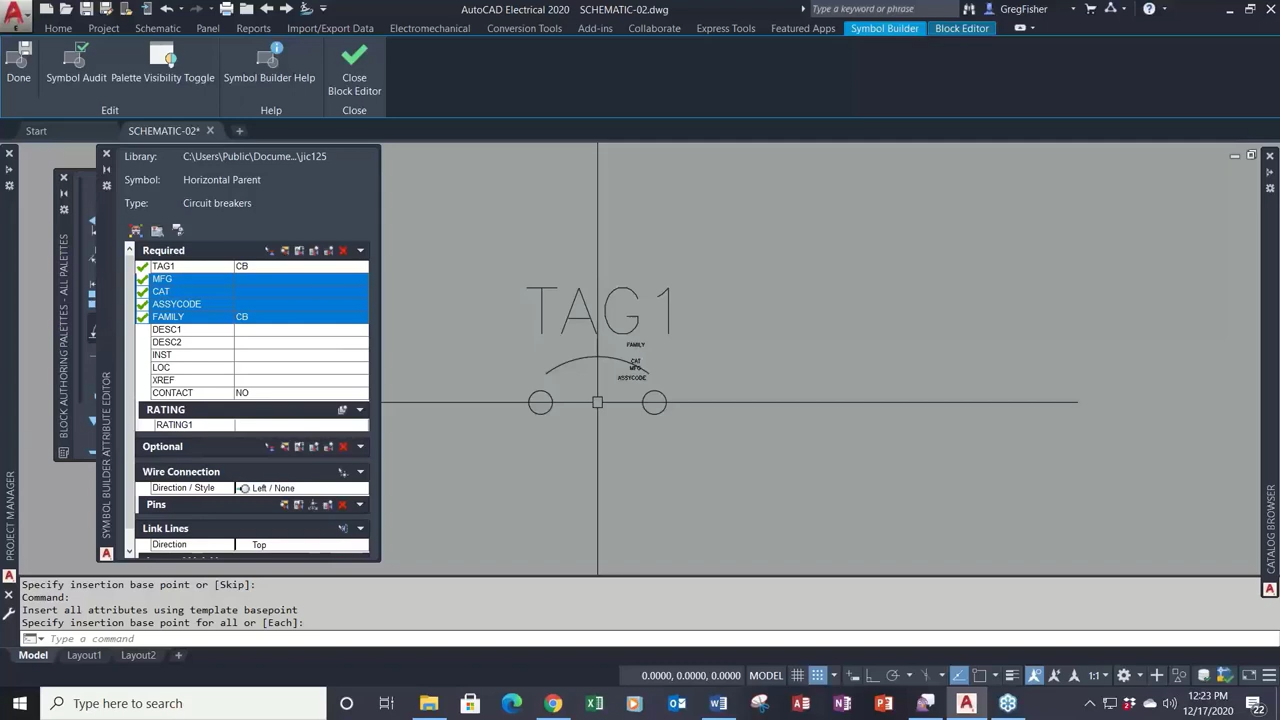 AutoCAD Electrical 2020 SCHEMATIC-02.dwg
Type a keyword or phrase
GregFisher
Home Project Schematic Panel Reports Import/Export Data Electromechanical Conversion Tools Add-ins Collaborate Express Tools Featured Apps Symbol Builder Block Editor
Done Symbol Audit Palette Visibility Toggle Symbol Builder Help Close Block Editor
Edit Help Close
Start SCHEMATIC-02*
Library: C:\Users\Public\Docume...\jic125
Symbol: Horizontal Parent
Type: Circuit breakers
Required
TAG1 CB
MFG
CAT
ASSYCODE
FAMILY CB
DESC1
DESC2
INST
LOC
XREF
CONTACT NO
RATING
RATING1
Optional
Wire Connection
Direction / Style Left / None
Pins
Link Lines
Direction Top
PROJECT MANAGER
BLOCK AUTHORING PALETTES - ALL PALETTES
SYMBOL BUILDER ATTRIBUTE EDITOR
TAG1
FAMILY
CAT
MFG
ASSYCODE
CATALOG BROWSER
Specify insertion base point or [Skip]:
Command:
Insert all attributes using template basepoint
Specify insertion base point for all or [Each]:
Type a command
Model Layout1 Layout2
0.0000, 0.0000, 0.0000 MODEL 1:1
Type here to search
12:23 PM
12/17/2020
22